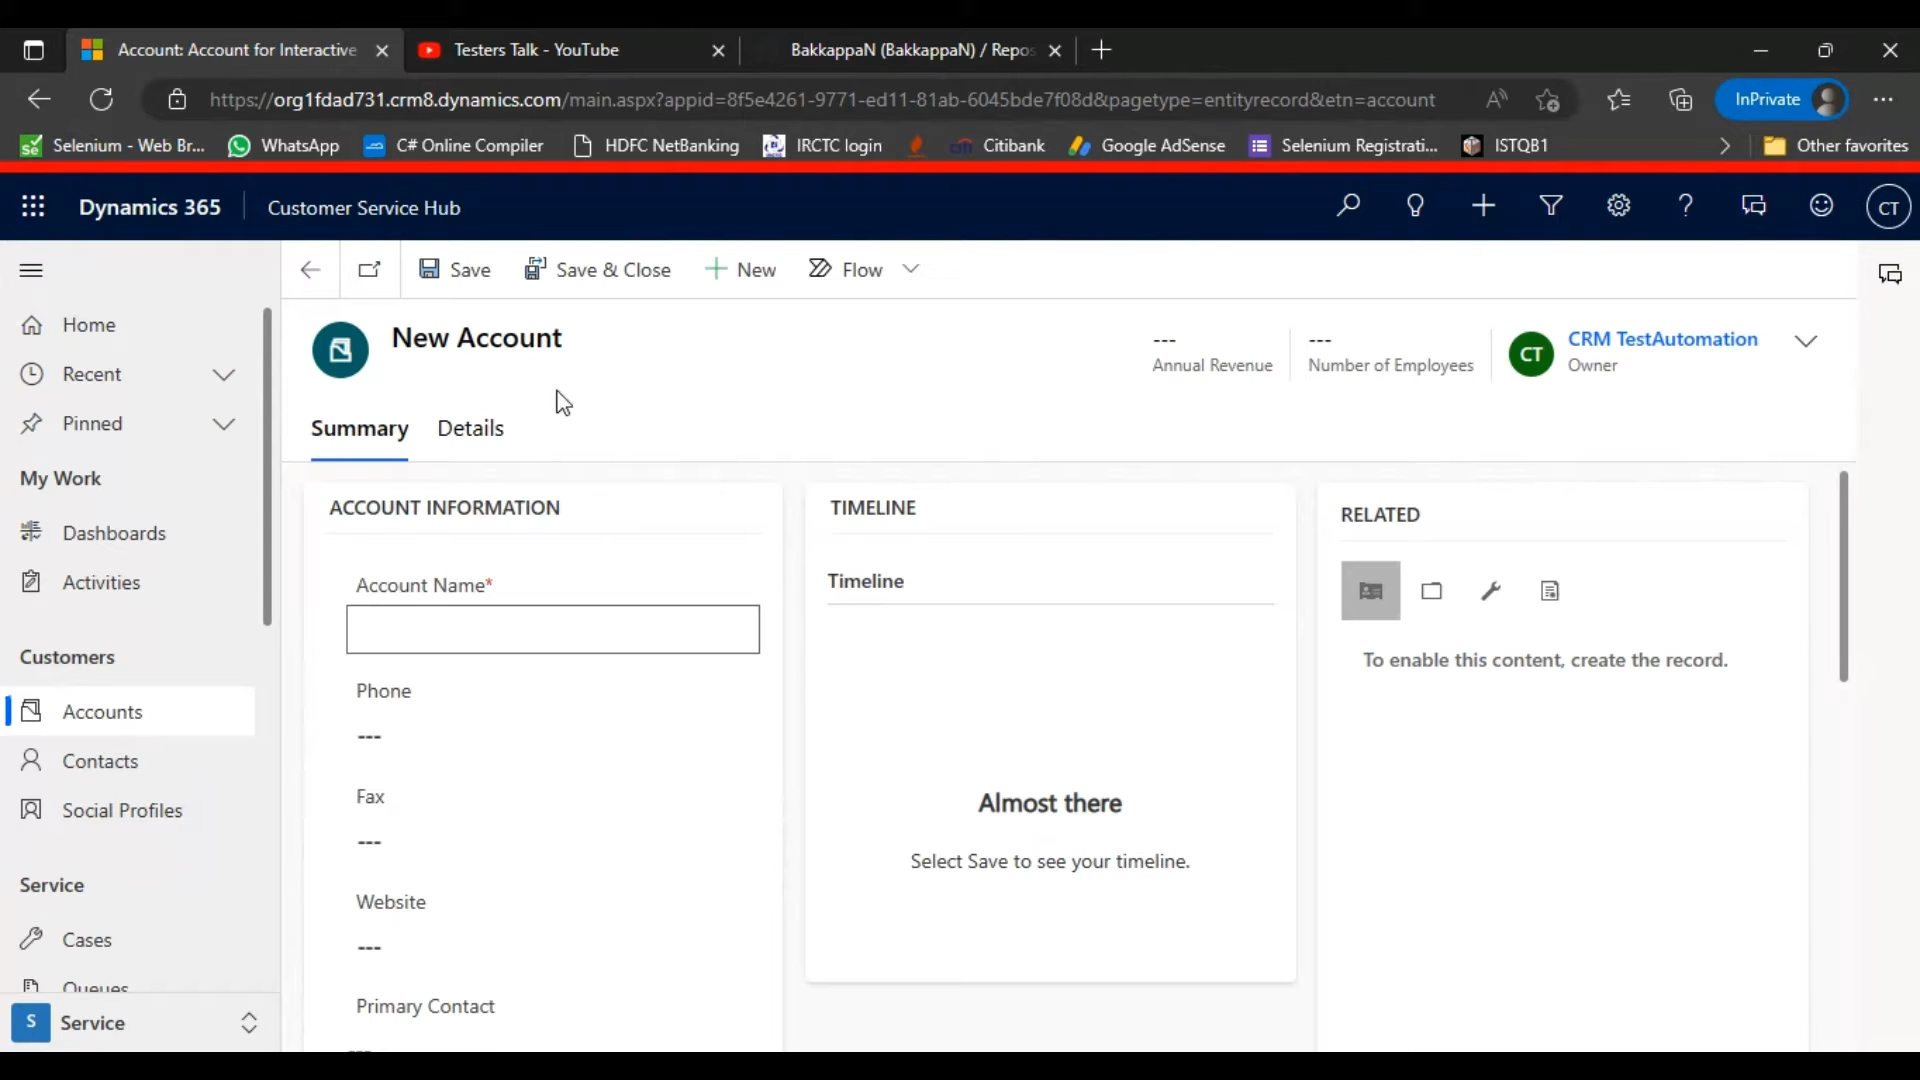 Account: Account for Interactive
Testers Talk - YouTube
BakkappaN (BakkappaN) / Repos
https://org1fdad731.crm8.dynamics.com/main.aspx?appid=8f5e4261-9771-ed11-81ab-6045bde7f08d&pagetype=entityrecord&etn=account
InPrivate
Selenium - Web Br...
WhatsApp
C# Online Compiler
HDFC NetBanking
IRCTC login
Citibank
Google AdSense
Selenium Registrati...
ISTQB1
Other favorites
Dynamics 365
Customer Service Hub
CT
Save
Save & Close
New
Flow
Home
Recent
Pinned
My Work
Dashboards
Activities
Customers
Accounts
Contacts
Social Profiles
Service
Cases
Queues
S Service
New Account
---
Annual Revenue
---
Number of Employees
CT
CRM TestAutomation
Owner
Summary
Details
ACCOUNT INFORMATION
Account Name*
Phone
---
Fax
---
Website
---
Primary Contact
---
TIMELINE
Timeline
Almost there
Select Save to see your timeline.
RELATED
To enable this content, create the record.